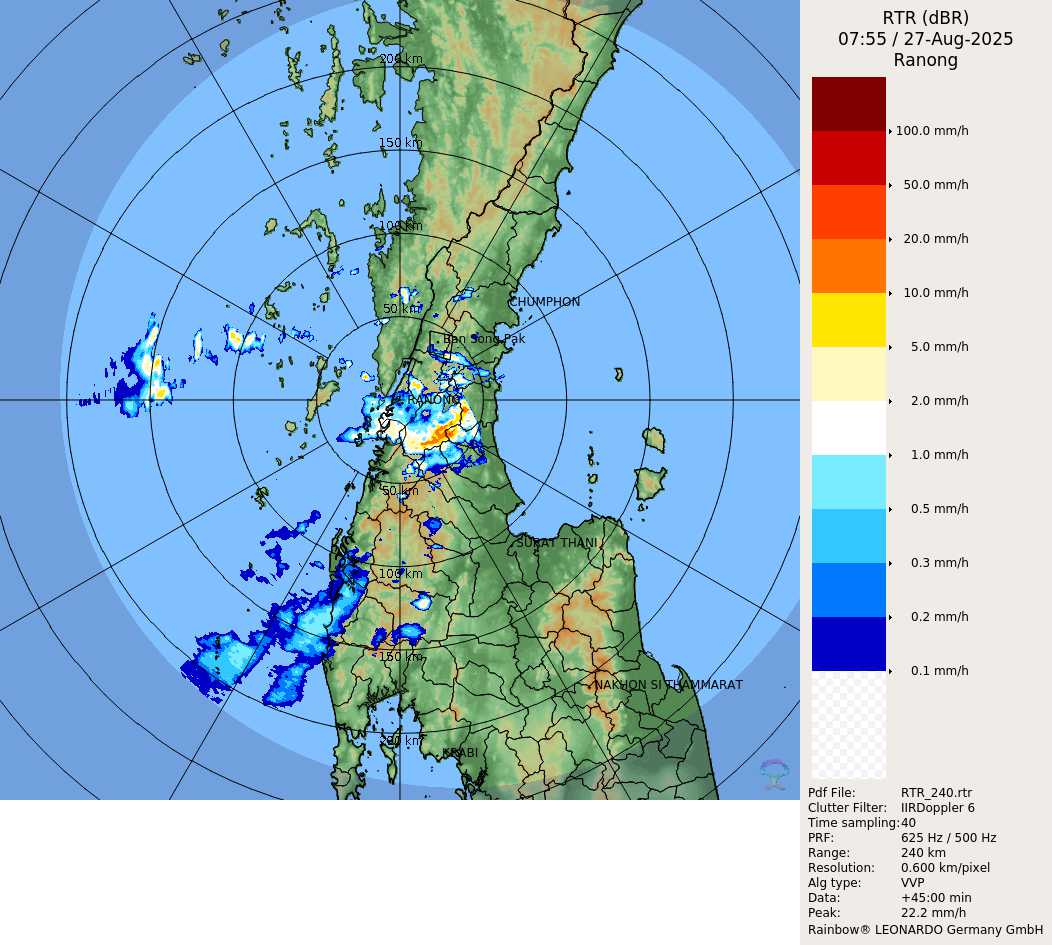 RTR (dBR)
07:55 / 27-Aug-2025
Ranong
200 km
150 km
100 km
50 km
CHUMPHON
Ban Song Pak
RANONG
50 km
SURAT THANI
100 km
150 km
NAKHON SI THAMMARAT
200 km
KRABI
100.0 mm/h
50.0 mm/h
20.0 mm/h
10.0 mm/h
5.0 mm/h
2.0 mm/h
1.0 mm/h
0.5 mm/h
0.3 mm/h
0.2 mm/h
0.1 mm/h
Pdf File: RTR_240.rtr
Clutter Filter: IIRDoppler 6
Time sampling:40
PRF: 625 Hz / 500 Hz
Range: 240 km
Resolution: 0.600 km/pixel
Alg type: VVP
Data: +45:00 min
Peak: 22.2 mm/h
Rainbow® LEONARDO Germany GmbH